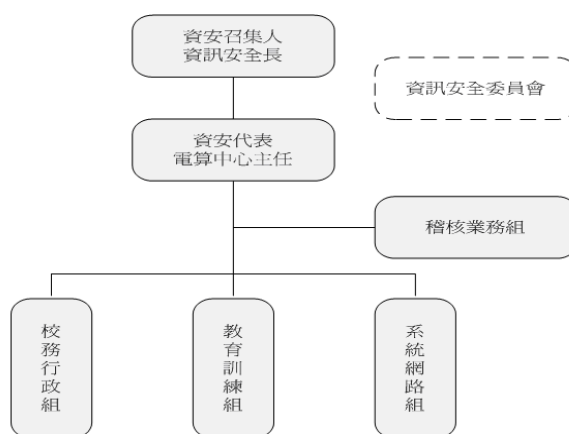 資安召集人
資訊安全長
資訊安全委員會
資安代表
電算中心主任
稽核業務組
校務行政組
教育訓練組
系統網路組